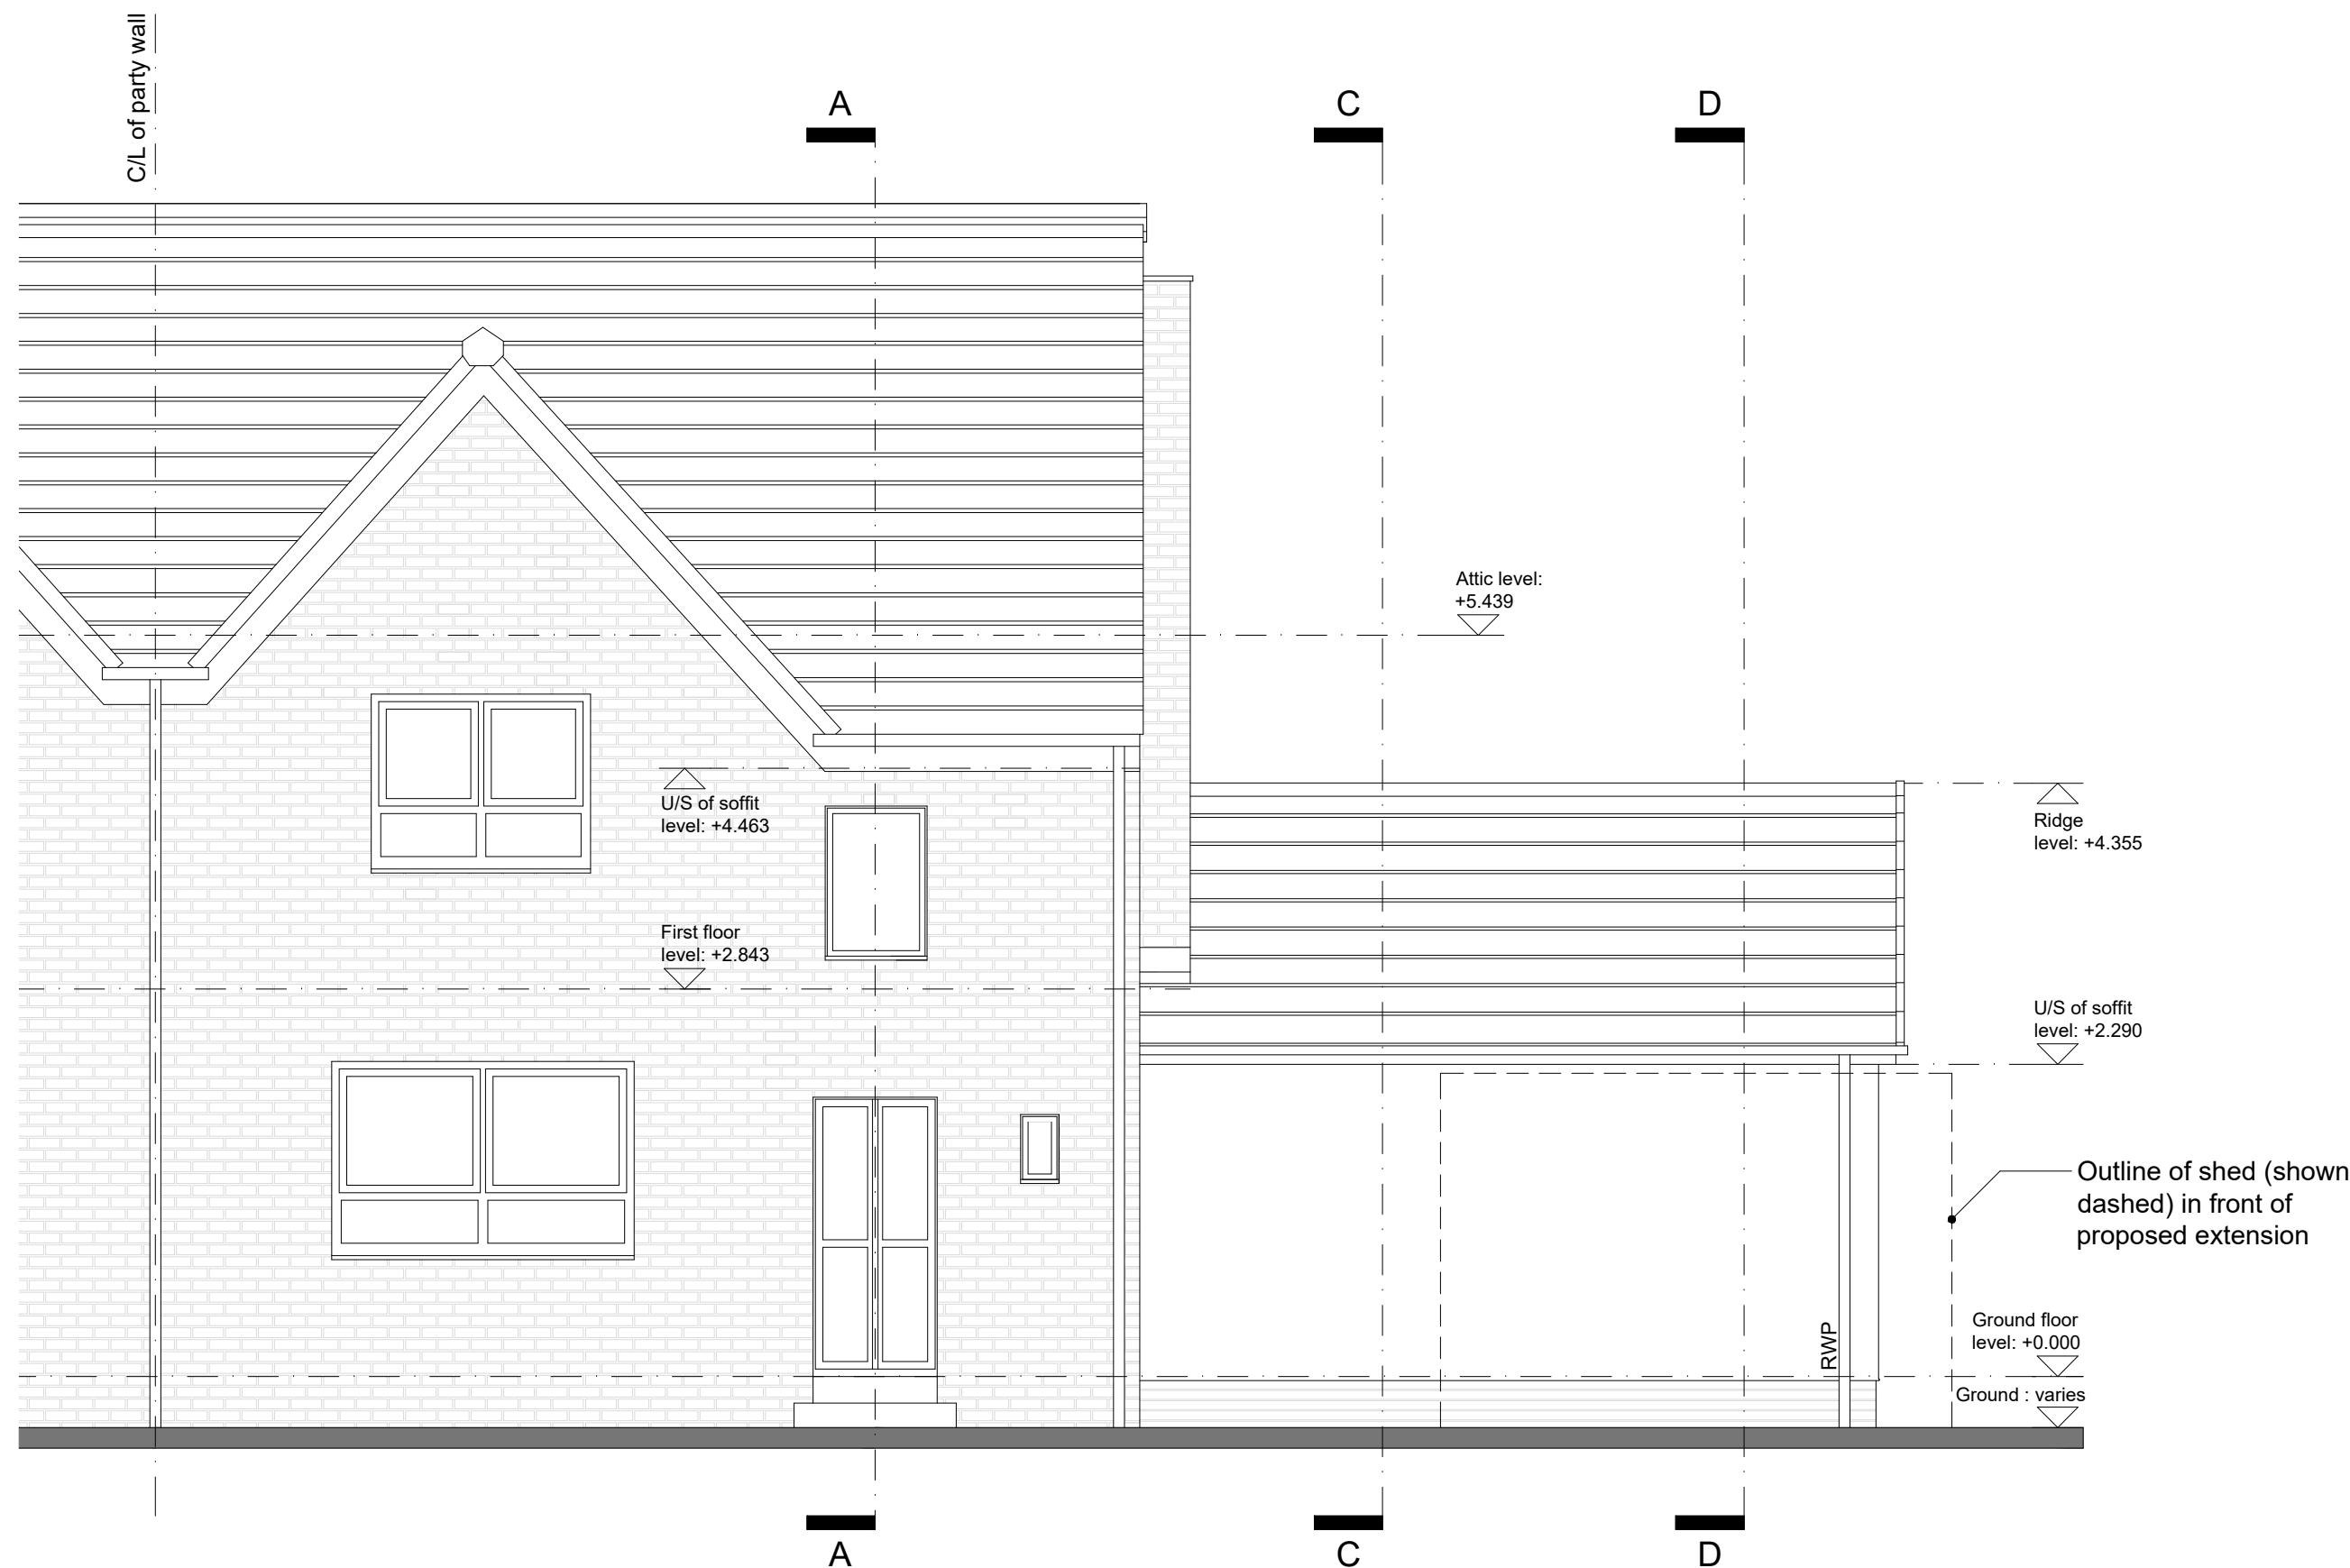 C/L of party wall
A
C
D
Attic level:
+5.439
U/S of soffit
level: +4.463
Ridge
level: +4.355
First floor
level: +2.843
U/S of soffit
level: +2.290
Outline of shed (shown
dashed) in front of
proposed extension
RWP
Ground floor
level: +0.000
Ground : varies
A
C
D